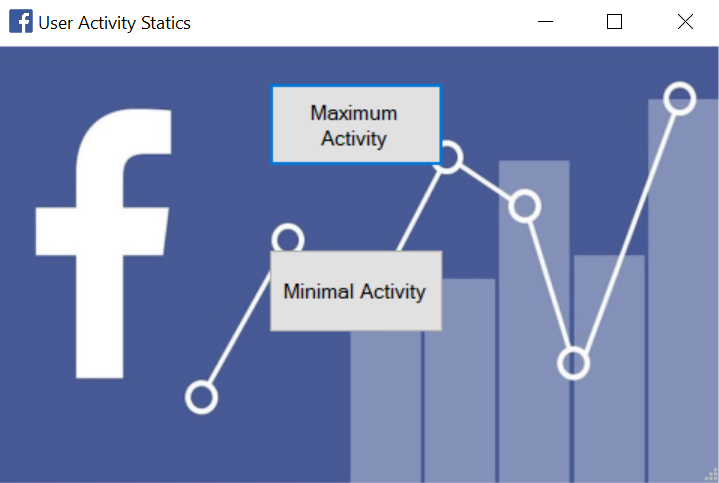 User Activity Statics
Maximum
Activity
Minimal Activity